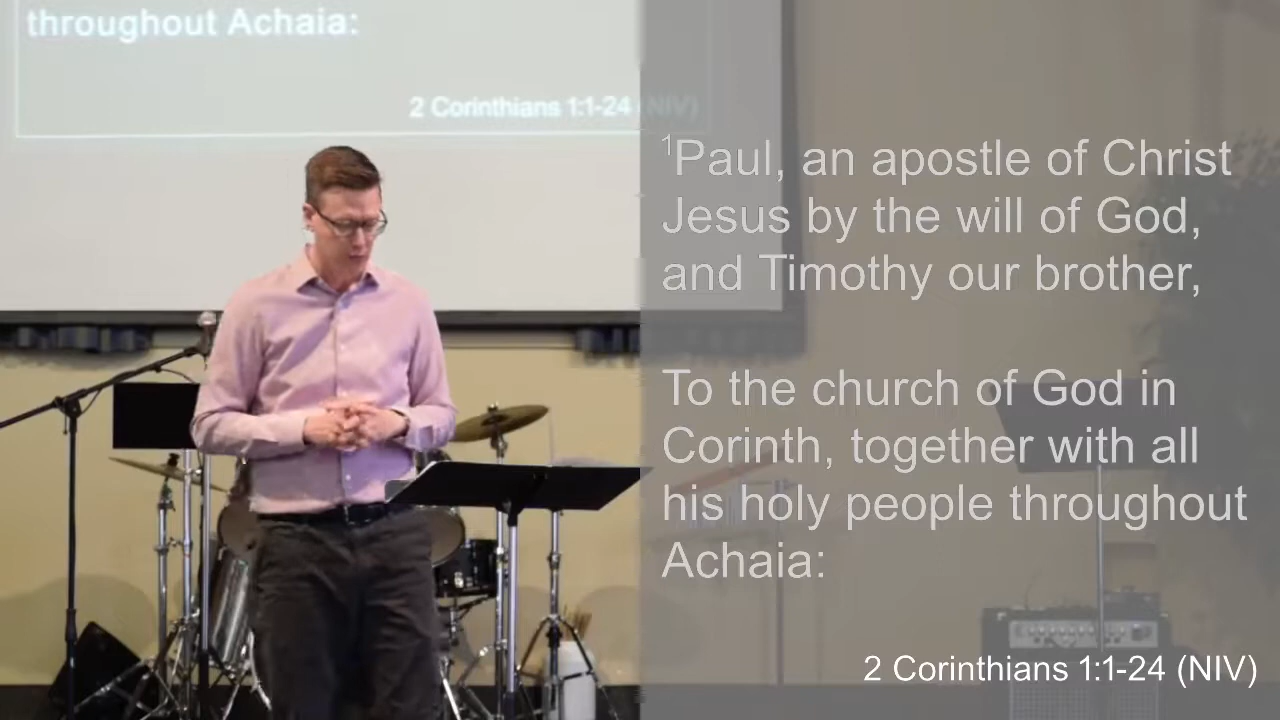 throughout Achaia:
2 Corinthians 1:1-24 (NIV)
¹Paul, an apostle of Christ
Jesus by the will of God,
and Timothy our brother,
To the church of God in
Corinth, together with all
his holy people throughout
Achaia:
2 Corinthians 1:1-24 (NIV)